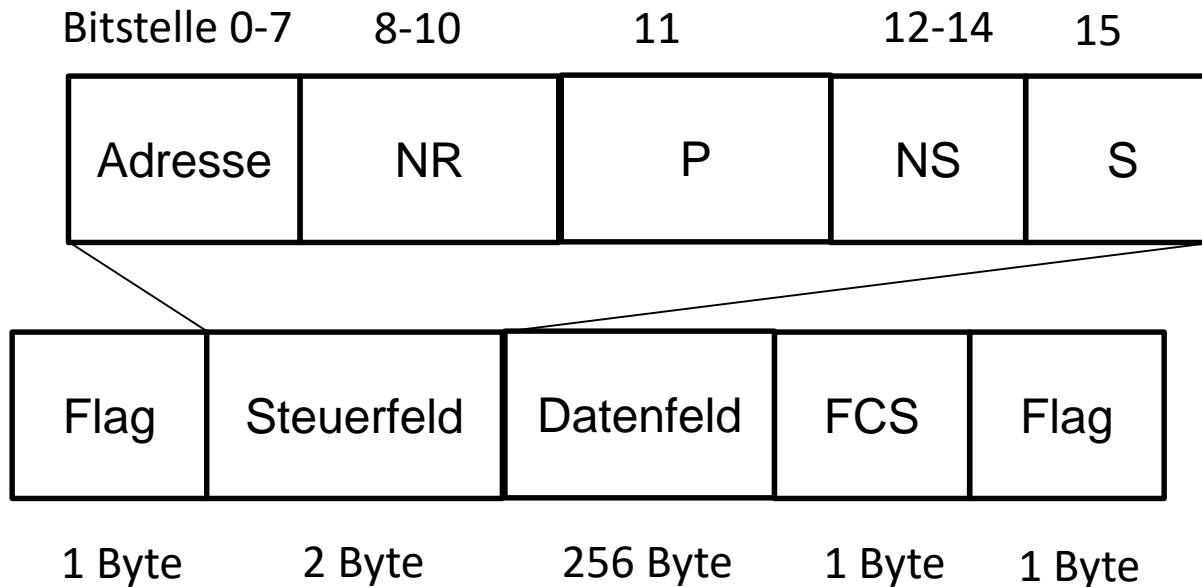 Bitstelle 0-7 8-10 11 12-14 15
Adresse NR P NS S
Flag Steuerfeld Datenfeld FCS Flag
1 Byte 2 Byte 256 Byte 1 Byte 1 Byte